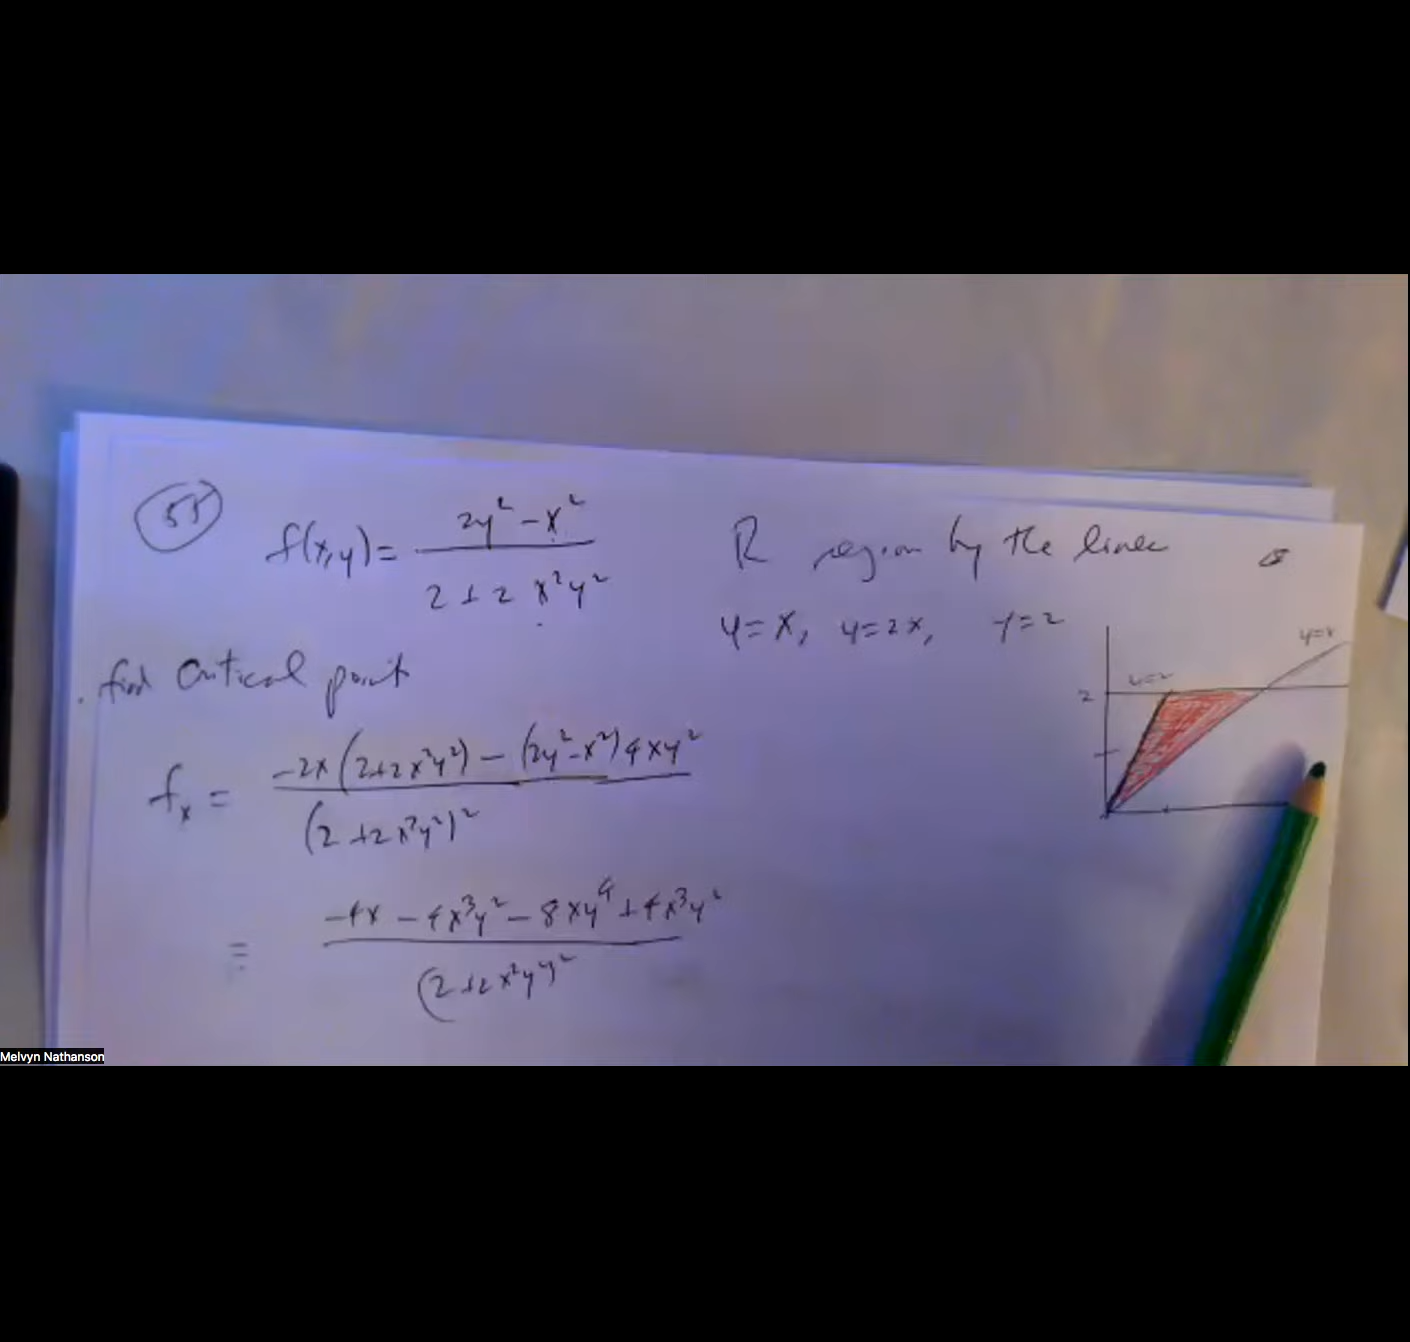 55
f(x,y) = (2y² - x²) / (2 + 2x²y²)
R region by the lines
y = x, y = 2x, y = 2
y=x
2
. find critical point
f_x = (-2x(2+2x²y²) - (2y²-x²)4xy²) / (2+2x²y²)²
= (-4x - 4x³y² - 8xy⁴ + 4x³y²) / (2+2x²y²)²
Melvyn Nathanson